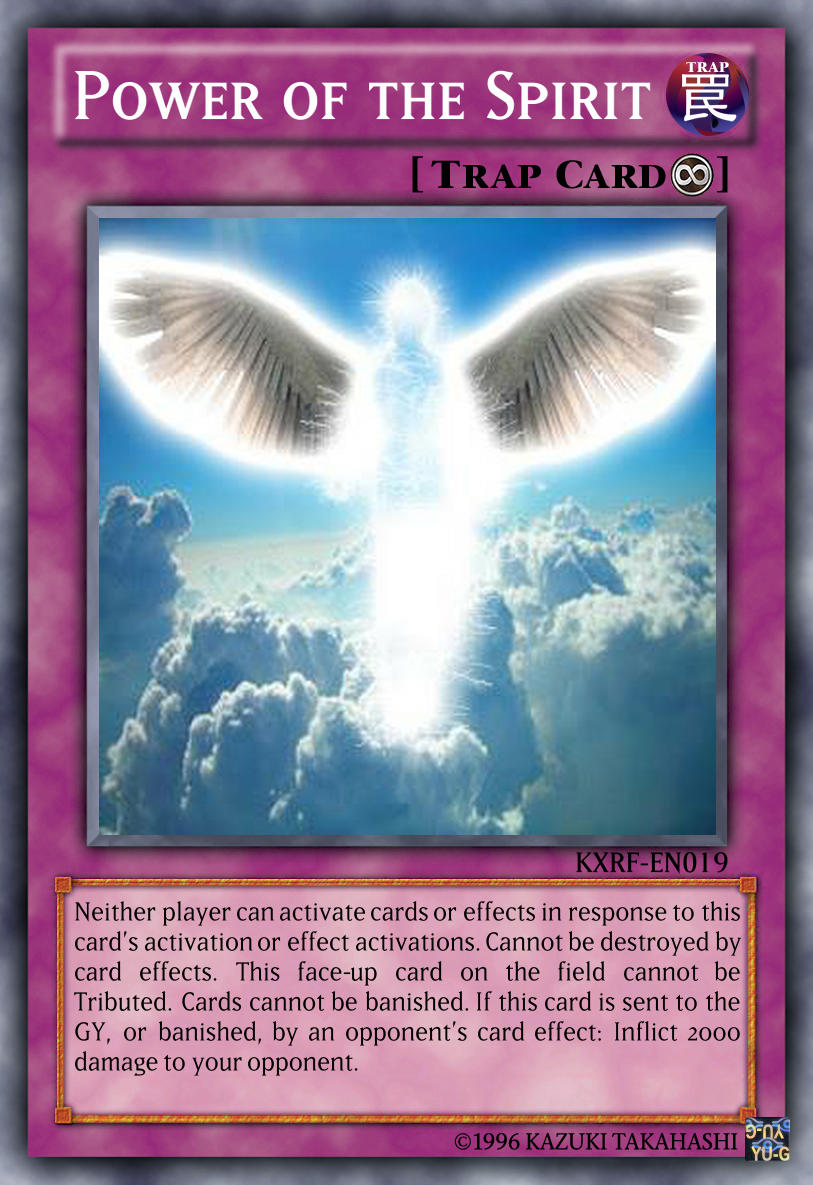 Power of the Spirit
TRAP
罠
[Trap Card∞]
KXRF-EN019
Neither player can activate cards or effects in response to this
card's activation or effect activations. Cannot be destroyed by
card effects. This face-up card on the field cannot be
Tributed. Cards cannot be banished. If this card is sent to the
GY, or banished, by an opponent's card effect: Inflict 2000
damage to your opponent.
©1996 KAZUKI TAKAHASHI
YU-G
YU-G